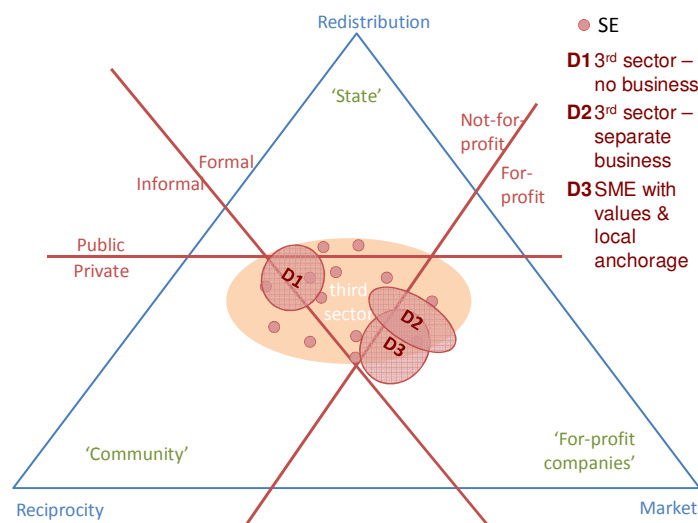 Redistribution
SE
D1 3rd sector –
no business
D2 3rd sector –
separate
business
D3 SME with
values &
local
anchorage
'State'
Not-for-
profit
For-
profit
Formal
Informal
Public
Private
D1
third
sector
D2
D3
'Community'
'For-profit
companies'
Reciprocity
Market